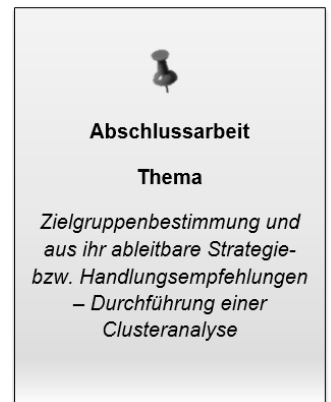 Abschlussarbeit
Thema
Zielgruppenbestimmung und
aus ihr ableitbare Strategie-
bzw. Handlungsempfehlungen
– Durchführung einer
Clusteranalyse